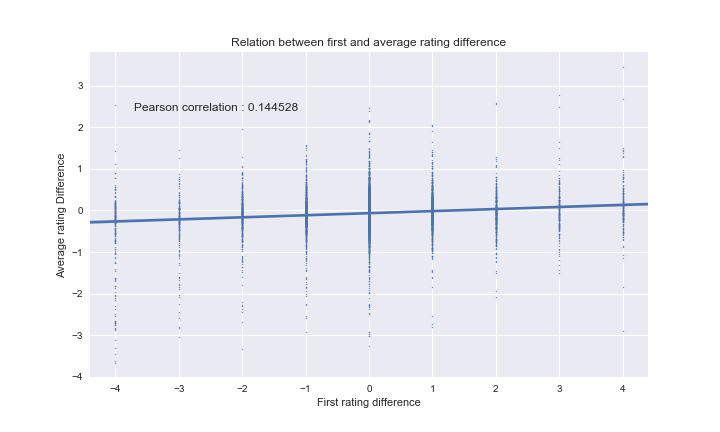 Relation between first and average rating difference
Pearson correlation : 0.144528
Average rating Difference
3
2
1
0
−1
−2
−3
−4
−4 −3 −2 −1 0 1 2 3 4
First rating difference